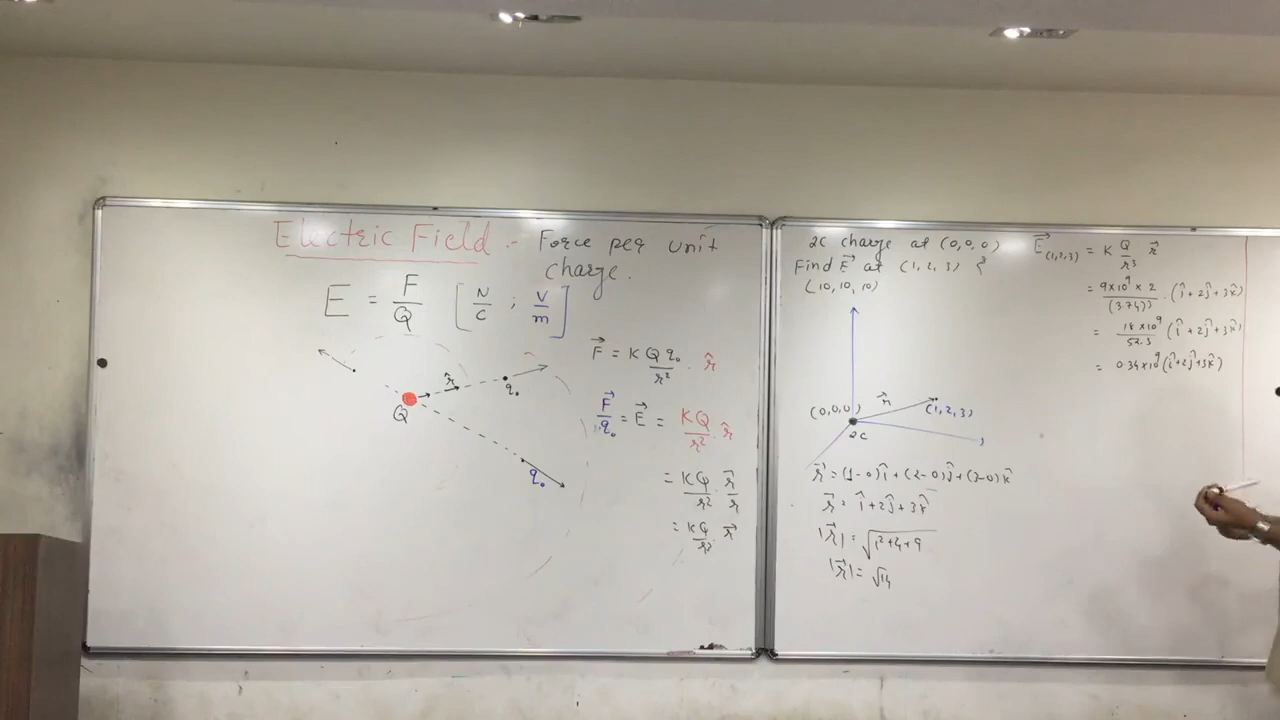 Electric Field :- Force per unit
charge.
E = F/Q [N/C ; V/m]
r̂
q₀
Q
q₀
F⃗ = K Q q₀/r² . r̂
F⃗/q₀ = E⃗ = KQ/r² . r̂
= KQ/r² . r⃗/r
= KQ/r³ . r⃗
2C charge at (0,0,0)
Find E⃗ at (1,2,3) &
(10,10,10)
r⃗
(0,0,0)
(1,2,3)
2C
r⃗ = (1-0)î + (2-0)ĵ + (3-0)k̂
r⃗ = î + 2ĵ + 3k̂
|r⃗| = √1²+4+9
|r⃗| = √14
E⃗(1,2,3) = K Q/r³ r⃗
= 9×10⁹ × 2/(3.74)³ . (î + 2ĵ + 3k̂)
= 18×10⁹/52.3 (î + 2ĵ + 3k̂)
= 0.34×10⁹ (î+2ĵ+3k̂)